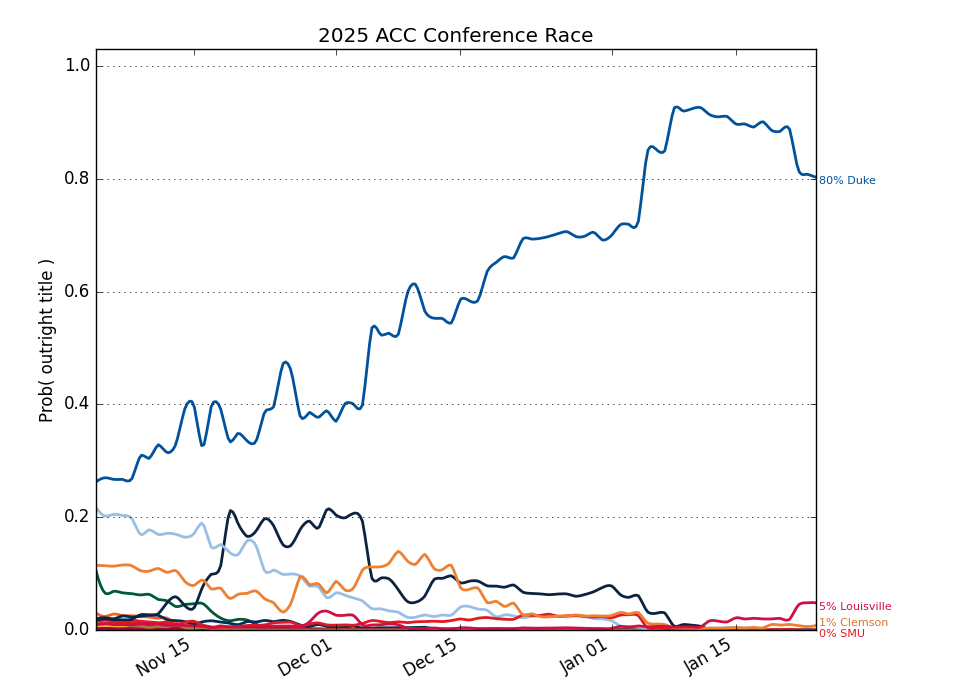 2025 ACC Conference Race
1.0
0.8
0.6
0.4
0.2
0.0
Prob( outright title )
80% Duke
5% Louisville
1% Clemson
0% SMU
Nov 15
Dec 01
Dec 15
Jan 01
Jan 15